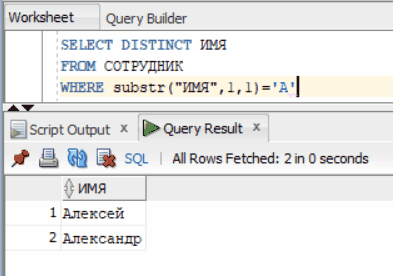 Worksheet Query Builder
SELECT DISTINCT ИМЯ
FROM СОТРУДНИК
WHERE substr("ИМЯ",1,1)='А'
Script Output x Query Result x
SQL | All Rows Fetched: 2 in 0 seconds
ИМЯ
1 Алексей
2 Александр